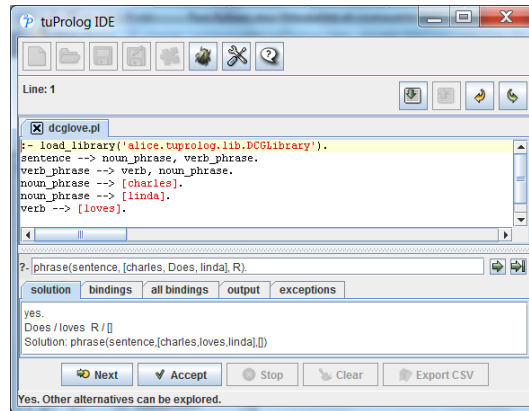 tuProlog IDE
Line: 1
dcglove.pl
:- load_library('alice.tuprolog.lib.DCGLibrary').
sentence --> noun_phrase, verb_phrase.
verb_phrase --> verb, noun_phrase.
noun_phrase --> [charles].
noun_phrase --> [linda].
verb --> [loves].
?- phrase(sentence, [charles, Does, linda], R).
solution bindings all bindings output exceptions
yes.
Does / loves R / []
Solution: phrase(sentence,[charles,loves,linda],[])
Next Accept Stop Clear Export CSV
Yes. Other alternatives can be explored.